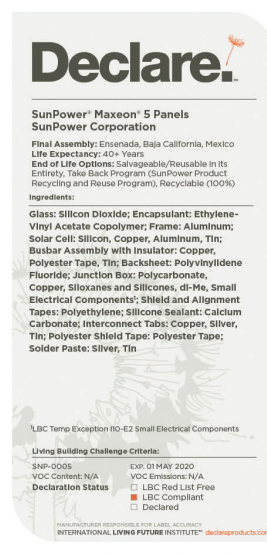 Declare.
SunPower® Maxeon® 5 Panels
SunPower Corporation
Final Assembly: Ensenada, Baja California, Mexico
Life Expectancy: 40+ Years
End of Life Options: Salvageable/Reusable in its
Entirety, Take Back Program (SunPower Product
Recycling and Reuse Program), Recyclable (100%)
Ingredients:
Glass: Silicon Dioxide; Encapsulant: Ethylene-
Vinyl Acetate Copolymer; Frame: Aluminum;
Solar Cell: Silicon, Copper, Aluminum, Tin;
Busbar Assembly with Insulator: Copper,
Polyester Tape, Tin; Backsheet: Polyvinylidene
Fluoride; Junction Box: Polycarbonate,
Copper, Siloxanes and Silicones, di-Me, Small
Electrical Components¹; Shield and Alignment
Tapes: Polyethylene; Silicone Sealant: Calcium
Carbonate; Interconnect Tabs: Copper, Silver,
Tin; Polyester Shield Tape: Polyester Tape;
Solder Paste: Silver, Tin
¹LBC Temp Exception I10-E2 Small Electrical Components
Living Building Challenge Criteria:
SNP-0005 EXP. 01 MAY 2020
VOC Content: N/A VOC Emissions: N/A
Declaration Status LBC Red List Free
LBC Compliant
Declared
MANUFACTURER RESPONSIBLE FOR LABEL ACCURACY
INTERNATIONAL LIVING FUTURE INSTITUTE℠ declareproducts.com